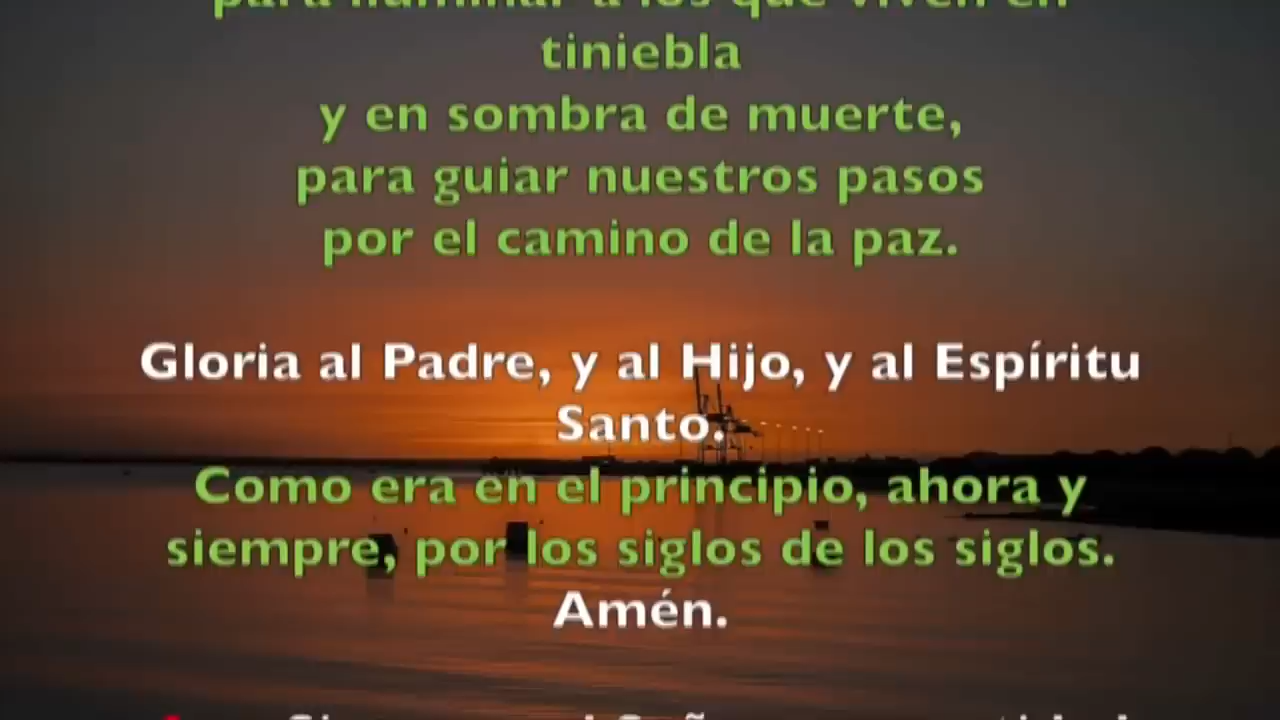 para iluminar a los que viven en
tiniebla
y en sombra de muerte,
para guiar nuestros pasos
por el camino de la paz.
Gloria al Padre, y al Hijo, y al Espíritu
Santo.
Como era en el principio, ahora y
siempre, por los siglos de los siglos.
Amén.